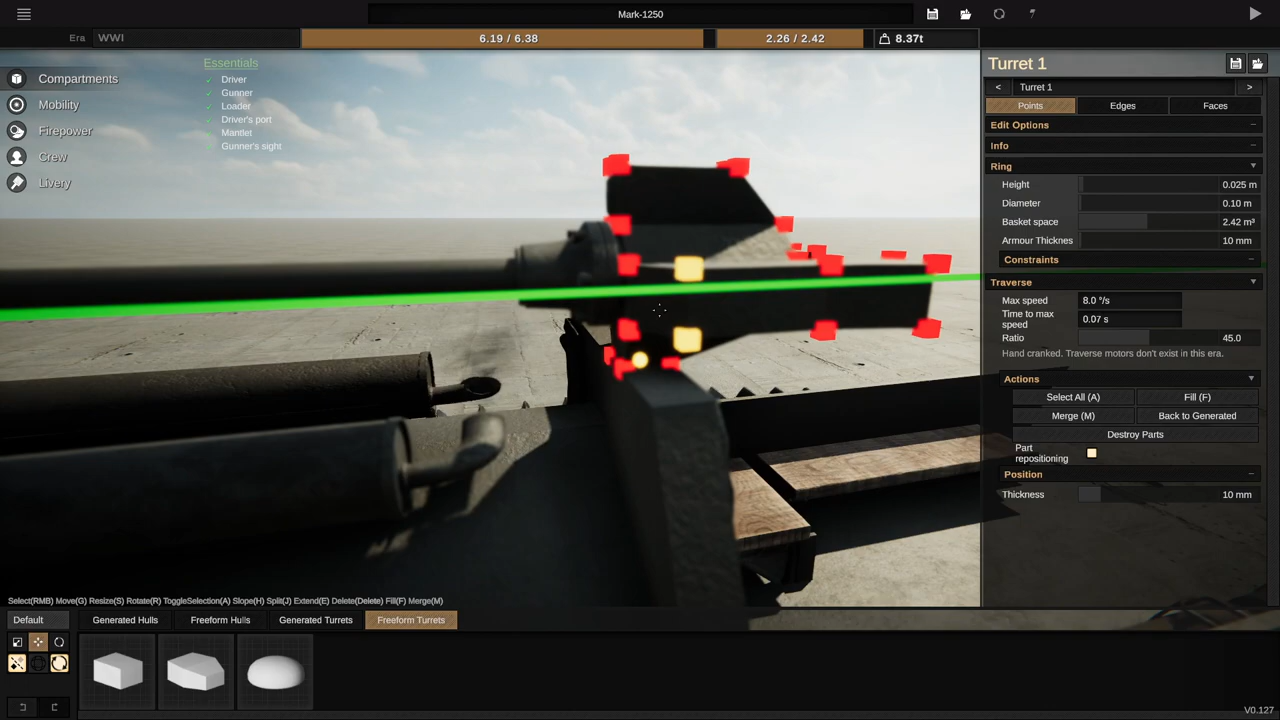 Mark-1250
Era WWI 6.19 / 6.38 2.26 / 2.42 8.37t
Compartments
Mobility
Firepower
Crew
Livery
Essentials
Driver
Gunner
Loader
Driver's port
Mantlet
Gunner's sight
Turret 1
< Turret 1 >
Points Edges Faces
Edit Options
Info
Ring
Height 0.025 m
Diameter 0.10 m
Basket space 2.42 m³
Armour Thicknes 10 mm
Constraints
Traverse
Max speed 8.0 °/s
Time to max speed 0.07 s
Ratio 45.0
Hand cranked. Traverse motors don't exist in this era.
Actions
Select All (A) Fill (F)
Merge (M) Back to Generated
Destroy Parts
Part repositioning
Position
Thickness 10 mm
Select(RMB) Move(G) Resize(S) Rotate(R) ToggleSelection(A) Slope(H) Split(J) Extend(E) Delete(Delete) Fill(F) Merge(M)
Default Generated Hulls Freeform Hulls Generated Turrets Freeform Turrets
V0.127